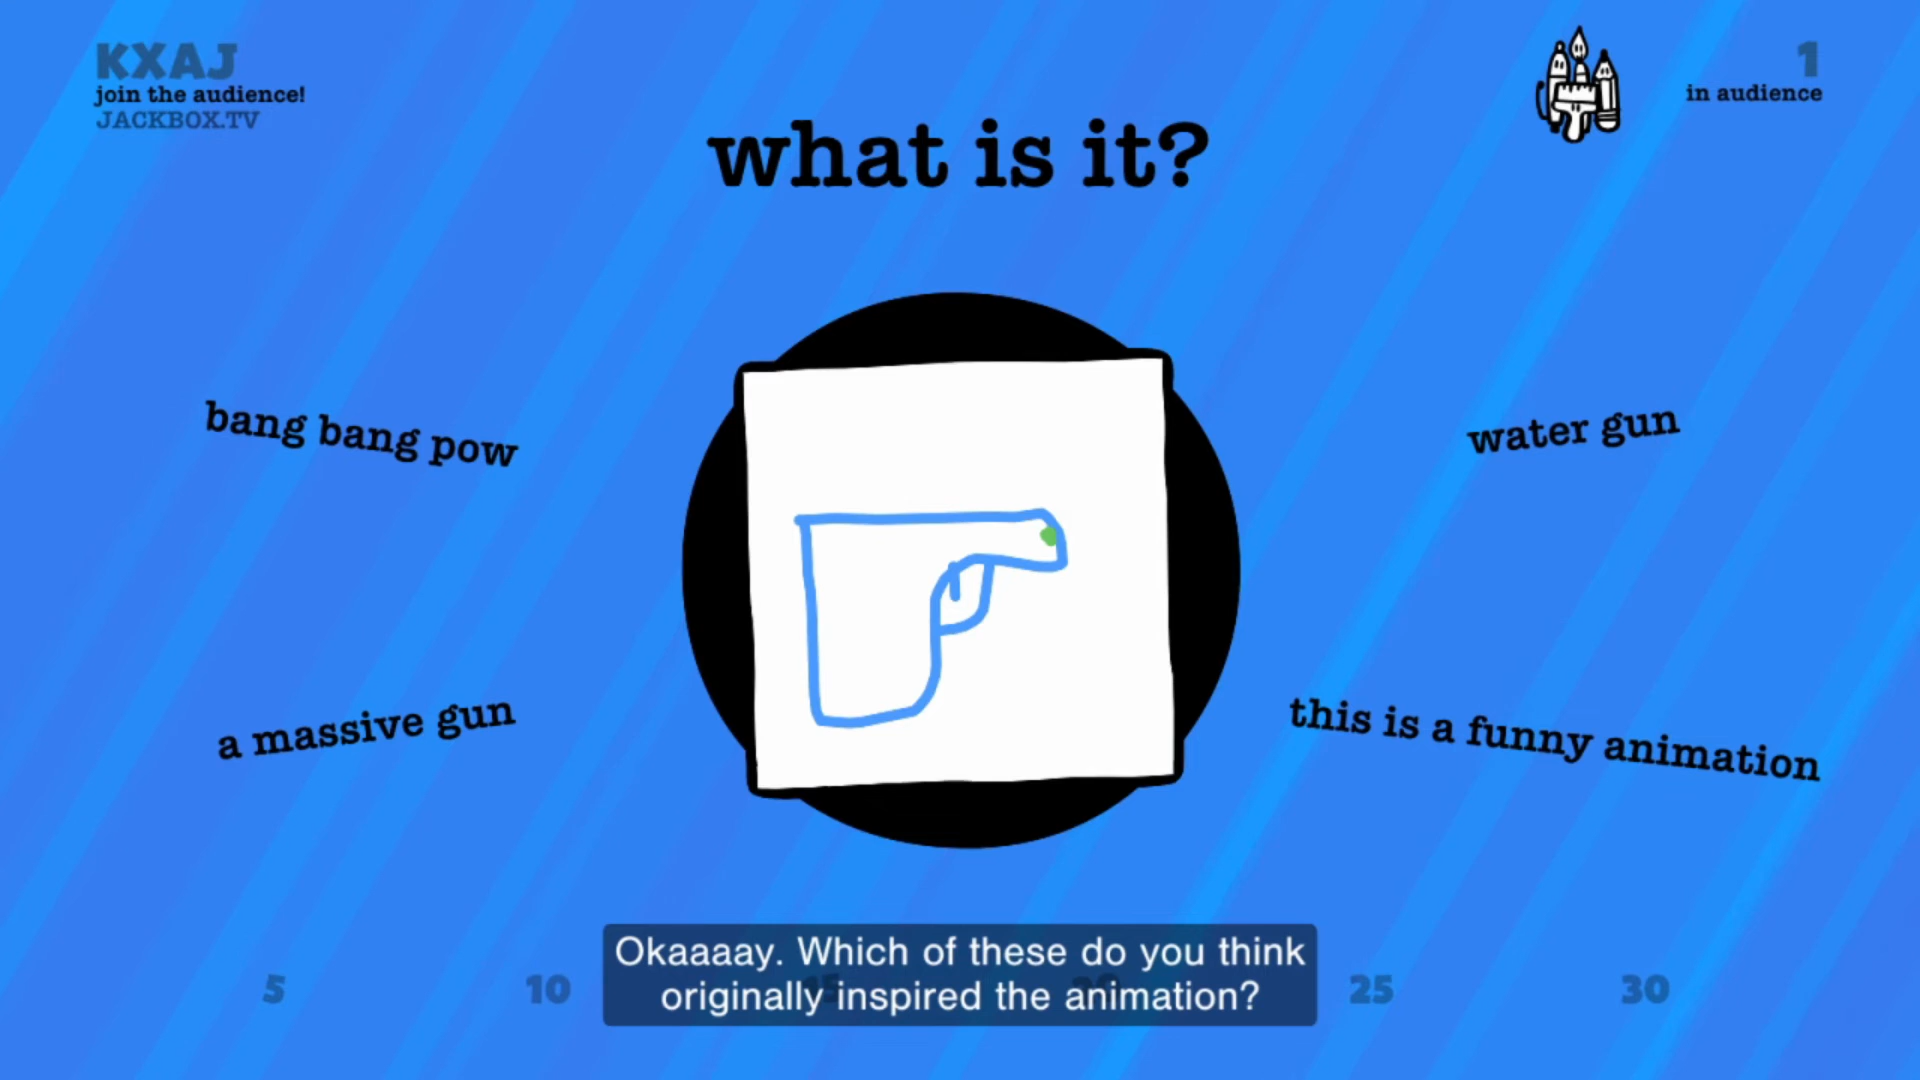 KXAJ
join the audience!
JACKBOX.TV
1
in audience
what is it?
bang bang pow
water gun
a massive gun
this is a funny animation
Okaaaay. Which of these do you think
originally inspired the animation?
5 10 15 25 30